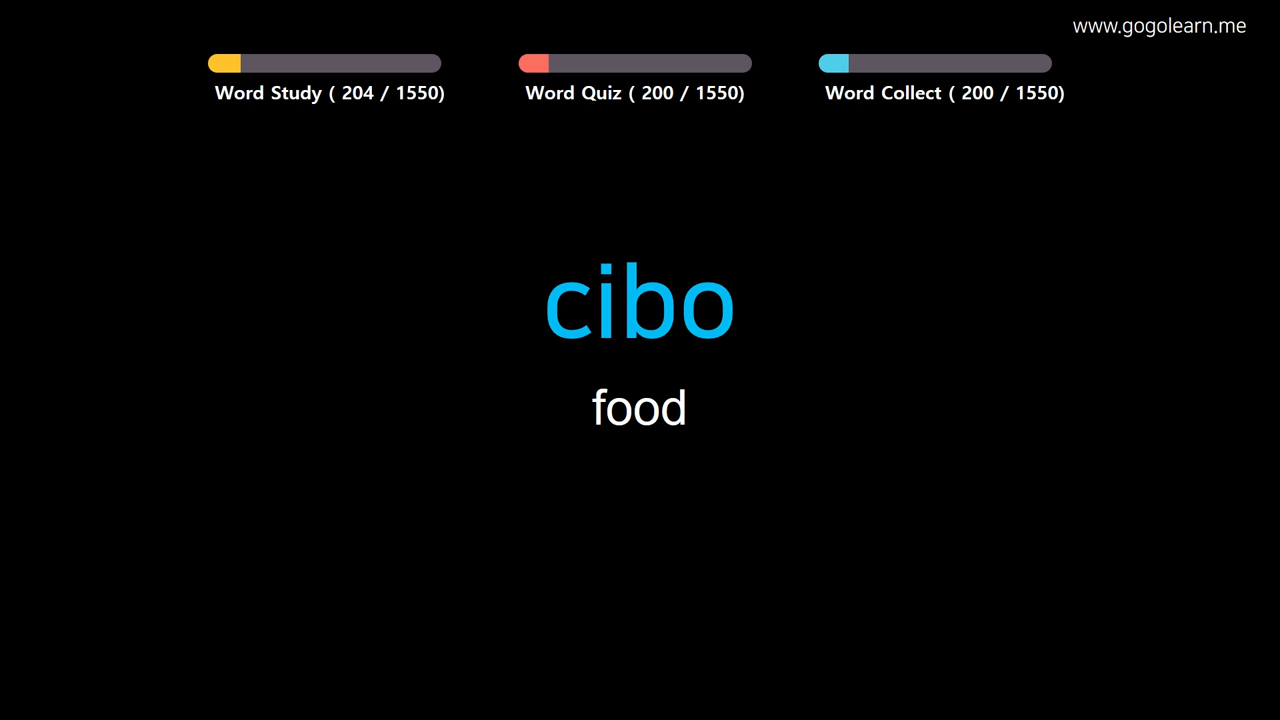 www.gogolearn.me
Word Study ( 204 / 1550)
Word Quiz ( 200 / 1550)
Word Collect ( 200 / 1550)
cibo
food